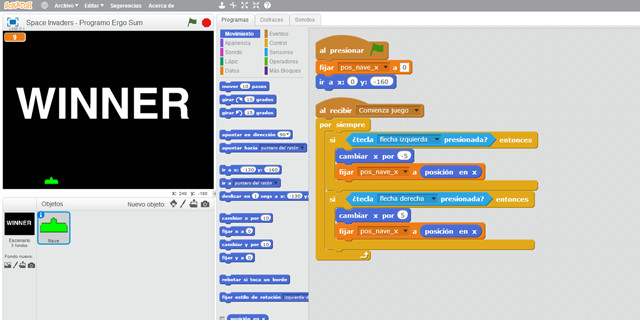 SCRATCH Archivo Editar Sugerencias Acerca de
Space Invaders - Programo Ergo Sum
Programas Disfraces Sonidos
9
WINNER
x: 240 y: -180
Objetos Nuevo objeto:
WINNER
Escenario
3 fondos
Fondo nuevo:
Nave
Movimiento Eventos
Apariencia Control
Sonido Sensores
Lápiz Operadores
Datos Más Bloques
mover 10 pasos
girar 15 grados
girar 15 grados
apuntar en dirección 90
apuntar hacia puntero del ratón
ir a x: -130 y: -160
ir a puntero del ratón
deslizar en 1 segs a x: -130 y:
cambiar x por 10
fijar x a 0
cambiar y por 10
fijar y a 0
rebotar si toca un borde
fijar estilo de rotación izquierda-d
posición en x
al presionar
fijar pos_nave_x a 0
ir a x: 0 y: -160
al recibir Comienza juego
por siempre
si ¿tecla flecha izquierda presionada? entonces
cambiar x por -5
fijar pos_nave_x a posición en x
si ¿tecla flecha derecha presionada? entonces
cambiar x por 5
fijar pos_nave_x a posición en x